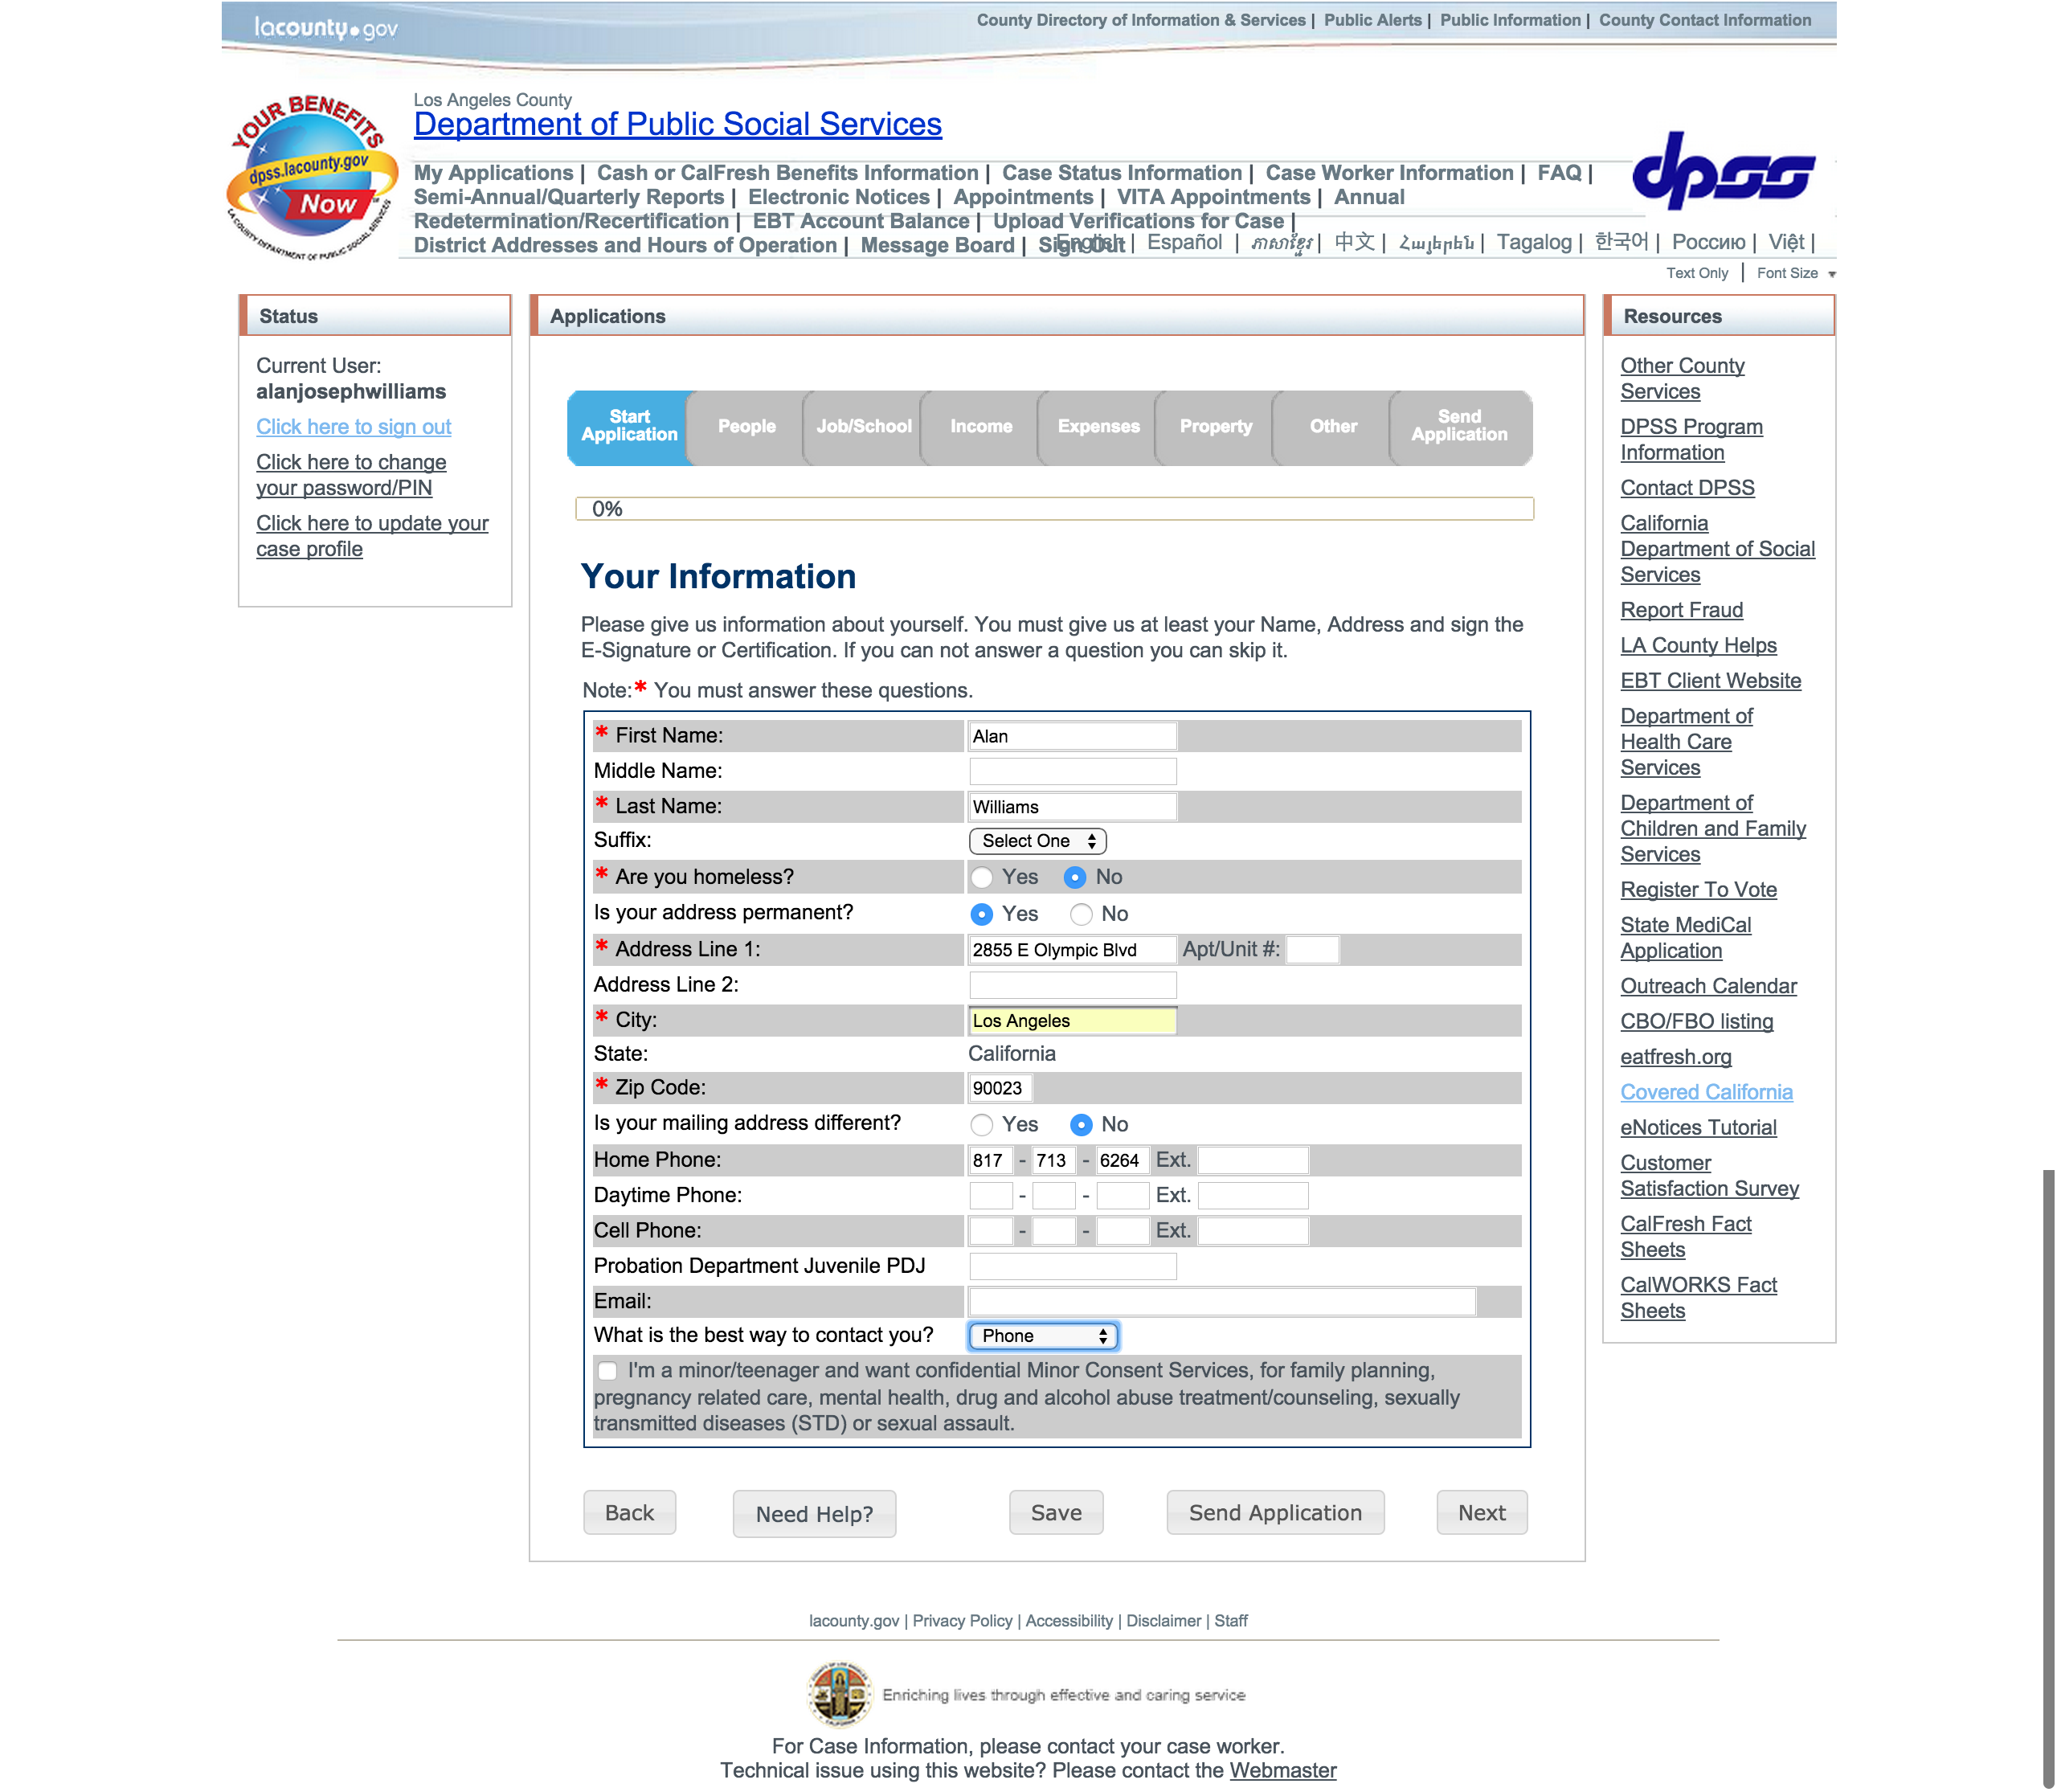 lacounty.gov
County Directory of Information & Services | Public Alerts | Public Information | County Contact Information
YOUR BENEFITS
dpss.lacounty.gov
Now
LA COUNTY DEPARTMENT OF PUBLIC SOCIAL SERVICES
Los Angeles County
Department of Public Social Services
dpss
My Applications | Cash or CalFresh Benefits Information | Case Status Information | Case Worker Information | FAQ |
Semi-Annual/Quarterly Reports | Electronic Notices | Appointments | VITA Appointments | Annual
Redetermination/Recertification | EBT Account Balance | Upload Verifications for Case |
District Addresses and Hours of Operation | Message Board | Sign Out
English | Español | ភាសាខ្មែរ | 中文 | Հայերեն | Tagalog | 한국어 | Россию | Việt |
Text Only | Font Size
Status
Current User:
alanjosephwilliams
Click here to sign out
Click here to change
your password/PIN
Click here to update your
case profile
Applications
Start
Application
People
Job/School
Income
Expenses
Property
Other
Send
Application
0%
Your Information
Please give us information about yourself. You must give us at least your Name, Address and sign the
E-Signature or Certification. If you can not answer a question you can skip it.
Note:* You must answer these questions.
* First Name: Alan
Middle Name:
* Last Name: Williams
Suffix: Select One
* Are you homeless? Yes No
Is your address permanent? Yes No
* Address Line 1: 2855 E Olympic Blvd Apt/Unit #:
Address Line 2:
* City: Los Angeles
State: California
* Zip Code: 90023
Is your mailing address different? Yes No
Home Phone: 817 - 713 - 6264 Ext.
Daytime Phone: - - Ext.
Cell Phone: - - Ext.
Probation Department Juvenile PDJ
Email:
What is the best way to contact you? Phone
I'm a minor/teenager and want confidential Minor Consent Services, for family planning,
pregnancy related care, mental health, drug and alcohol abuse treatment/counseling, sexually
transmitted diseases (STD) or sexual assault.
Back
Need Help?
Save
Send Application
Next
Resources
Other County
Services
DPSS Program
Information
Contact DPSS
California
Department of Social
Services
Report Fraud
LA County Helps
EBT Client Website
Department of
Health Care
Services
Department of
Children and Family
Services
Register To Vote
State MediCal
Application
Outreach Calendar
CBO/FBO listing
eatfresh.org
Covered California
eNotices Tutorial
Customer
Satisfaction Survey
CalFresh Fact
Sheets
CalWORKS Fact
Sheets
lacounty.gov | Privacy Policy | Accessibility | Disclaimer | Staff
Enriching lives through effective and caring service
For Case Information, please contact your case worker.
Technical issue using this website? Please contact the Webmaster